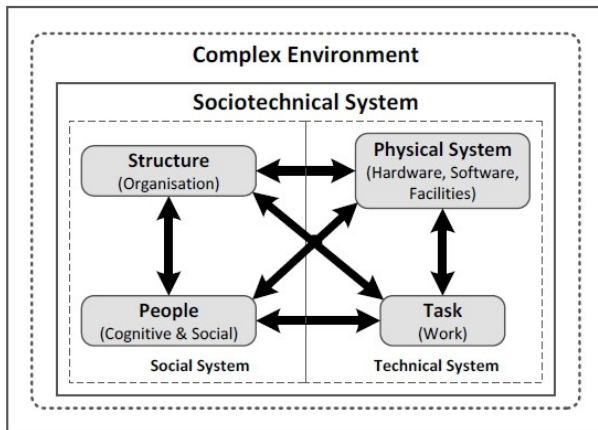 Complex Environment
Sociotechnical System
Structure
(Organisation)
Physical System
(Hardware, Software,
Facilities)
People
(Cognitive & Social)
Task
(Work)
Social System
Technical System